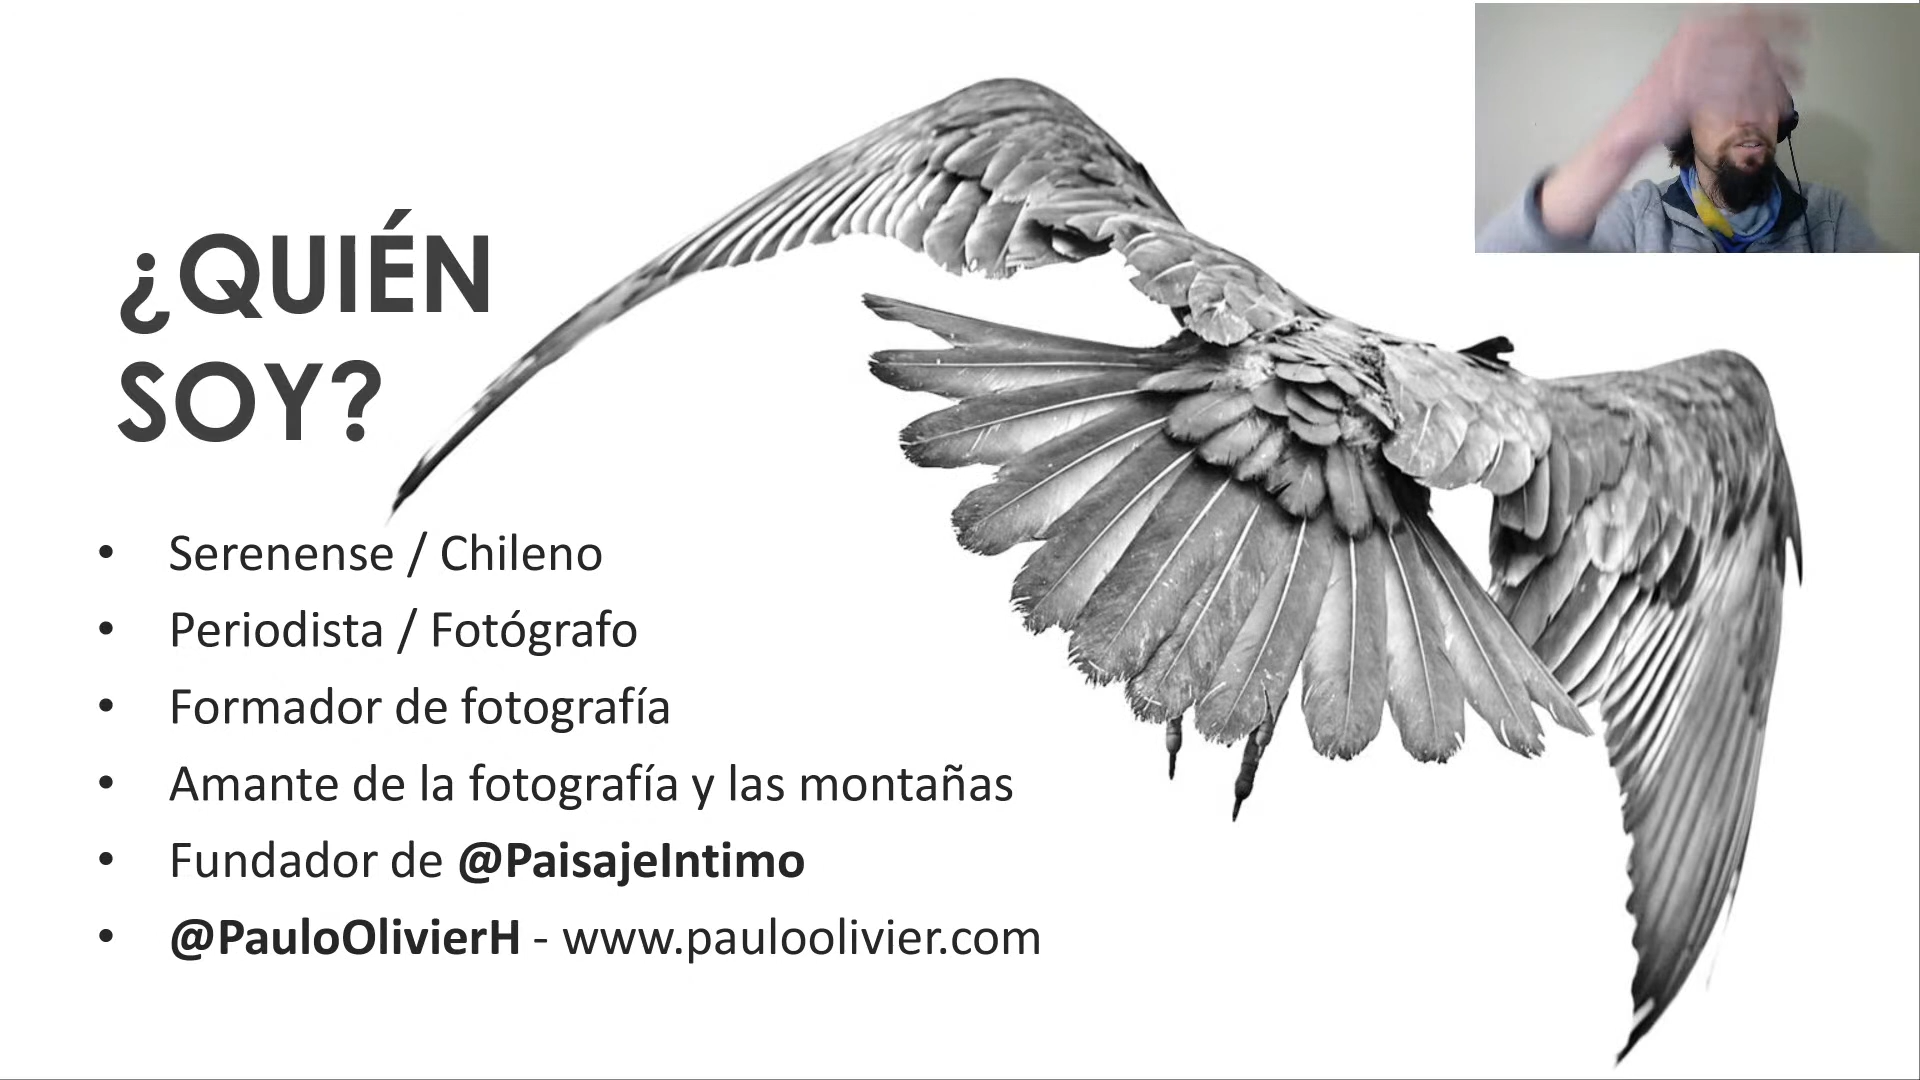 ¿QUIÉN
SOY?
• Serenense / Chileno
• Periodista / Fotógrafo
• Formador de fotografía
• Amante de la fotografía y las montañas
• Fundador de @PaisajeIntimo
• @PauloOlivierH - www.pauloolivier.com